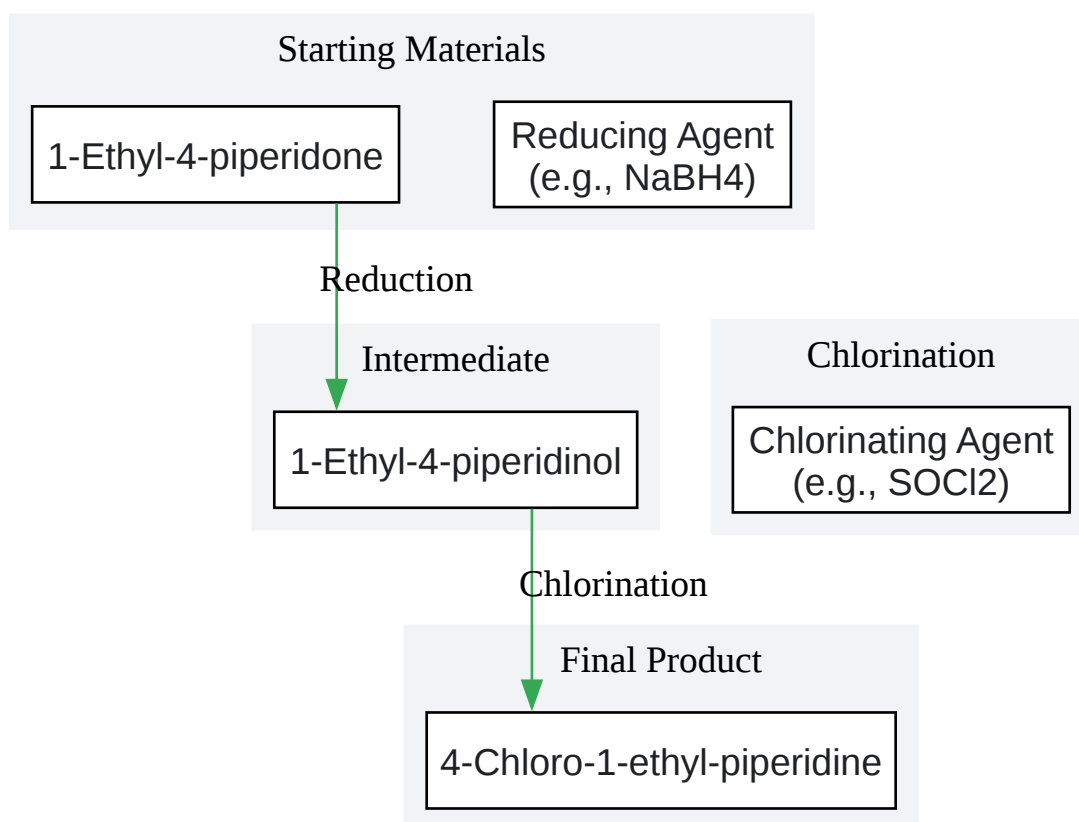 Starting Materials
1-Ethyl-4-piperidone
Reducing Agent
(e.g., NaBH4)
Reduction
Intermediate
1-Ethyl-4-piperidinol
Chlorination
Chlorinating Agent
(e.g., SOCl2)
Chlorination
Final Product
4-Chloro-1-ethyl-piperidine